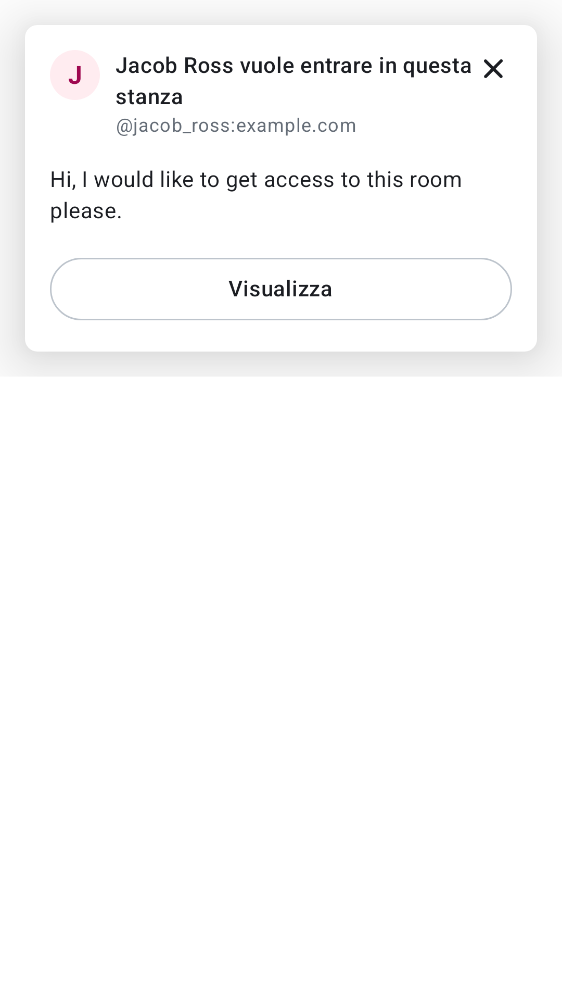 J
Jacob Ross vuole entrare in questa
stanza
@jacob_ross:example.com
Hi, I would like to get access to this room
please.
Visualizza